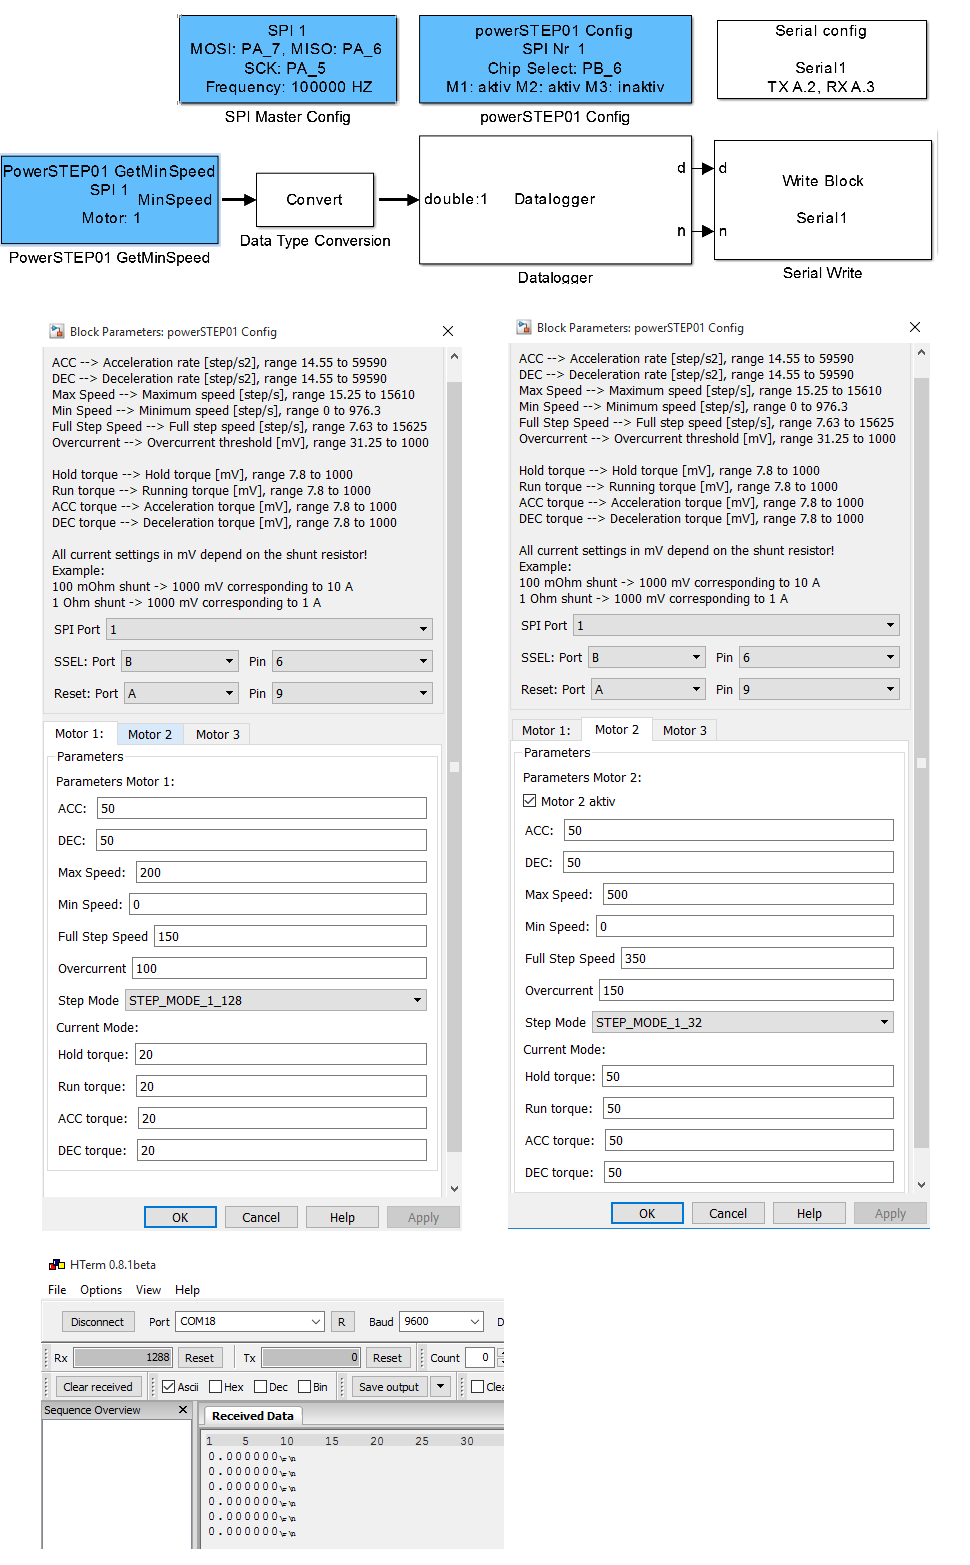 SPI 1
MOSI: PA_7, MISO: PA_6
SCK: PA_5
Frequency: 100000 HZ
SPI Master Config
powerSTEP01 Config
SPI Nr 1
Chip Select: PB_6
M1: aktiv M2: aktiv M3: inaktiv
powerSTEP01 Config
Serial config
Serial1
TX A.2, RX A.3
PowerSTEP01 GetMinSpeed
SPI 1
MinSpeed
Motor: 1
PowerSTEP01 GetMinSpeed
Convert
Data Type Conversion
double:1
Datalogger
d
n
Datalogger
d
Write Block
Serial1
n
Serial Write
Block Parameters: powerSTEP01 Config
ACC --> Acceleration rate [step/s2], range 14.55 to 59590
DEC --> Deceleration rate [step/s2], range 14.55 to 59590
Max Speed --> Maximum speed [step/s], range 15.25 to 15610
Min Speed --> Minimum speed [step/s], range 0 to 976.3
Full Step Speed --> Full step speed [step/s], range 7.63 to 15625
Overcurrent --> Overcurrent threshold [mV], range 31.25 to 1000
Hold torque --> Hold torque [mV], range 7.8 to 1000
Run torque --> Running torque [mV], range 7.8 to 1000
ACC torque --> Acceleration torque [mV], range 7.8 to 1000
DEC torque --> Deceleration torque [mV], range 7.8 to 1000
All current settings in mV depend on the shunt resistor!
Example:
100 mOhm shunt -> 1000 mV corresponding to 10 A
1 Ohm shunt -> 1000 mV corresponding to 1 A
SPI Port 1
SSEL: Port B Pin 6
Reset: Port A Pin 9
Motor 1: Motor 2 Motor 3
Parameters
Parameters Motor 1:
ACC: 50
DEC: 50
Max Speed: 200
Min Speed: 0
Full Step Speed 150
Overcurrent 100
Step Mode STEP_MODE_1_128
Current Mode:
Hold torque: 20
Run torque: 20
ACC torque: 20
DEC torque: 20
OK Cancel Help Apply
Block Parameters: powerSTEP01 Config
ACC --> Acceleration rate [step/s2], range 14.55 to 59590
DEC --> Deceleration rate [step/s2], range 14.55 to 59590
Max Speed --> Maximum speed [step/s], range 15.25 to 15610
Min Speed --> Minimum speed [step/s], range 0 to 976.3
Full Step Speed --> Full step speed [step/s], range 7.63 to 15625
Overcurrent --> Overcurrent threshold [mV], range 31.25 to 1000
Hold torque --> Hold torque [mV], range 7.8 to 1000
Run torque --> Running torque [mV], range 7.8 to 1000
ACC torque --> Acceleration torque [mV], range 7.8 to 1000
DEC torque --> Deceleration torque [mV], range 7.8 to 1000
All current settings in mV depend on the shunt resistor!
Example:
100 mOhm shunt -> 1000 mV corresponding to 10 A
1 Ohm shunt -> 1000 mV corresponding to 1 A
SPI Port 1
SSEL: Port B Pin 6
Reset: Port A Pin 9
Motor 1: Motor 2 Motor 3
Parameters
Parameters Motor 2:
Motor 2 aktiv
ACC: 50
DEC: 50
Max Speed: 500
Min Speed: 0
Full Step Speed 350
Overcurrent 150
Step Mode STEP_MODE_1_32
Current Mode:
Hold torque: 50
Run torque: 50
ACC torque: 50
DEC torque: 50
OK Cancel Help Apply
HTerm 0.8.1beta
File Options View Help
Disconnect Port COM18 R Baud 9600 D
Rx 1288 Reset Tx 0 Reset Count 0
Clear received Ascii Hex Dec Bin Save output Clea
Sequence Overview
Received Data
1 5 10 15 20 25 30
0.000000\r\n
0.000000\r\n
0.000000\r\n
0.000000\r\n
0.000000\r\n
0.000000\r\n